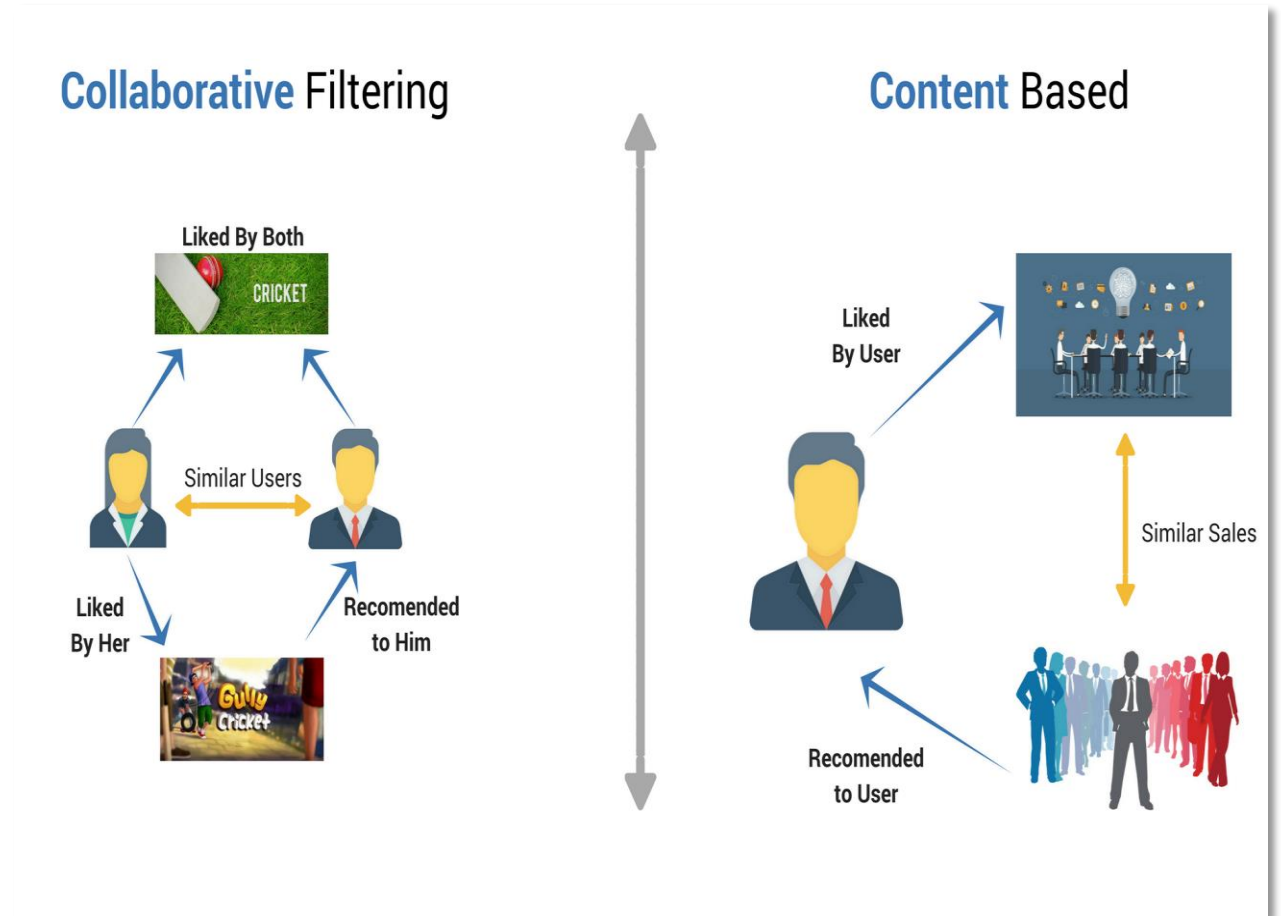 Collaborative Filtering
Liked By Both
CRICKET
Similar Users
Liked
By Her
Recomended
to Him
Gully
Cricket
Content Based
Liked
By User
Similar Sales
Recomended
to User